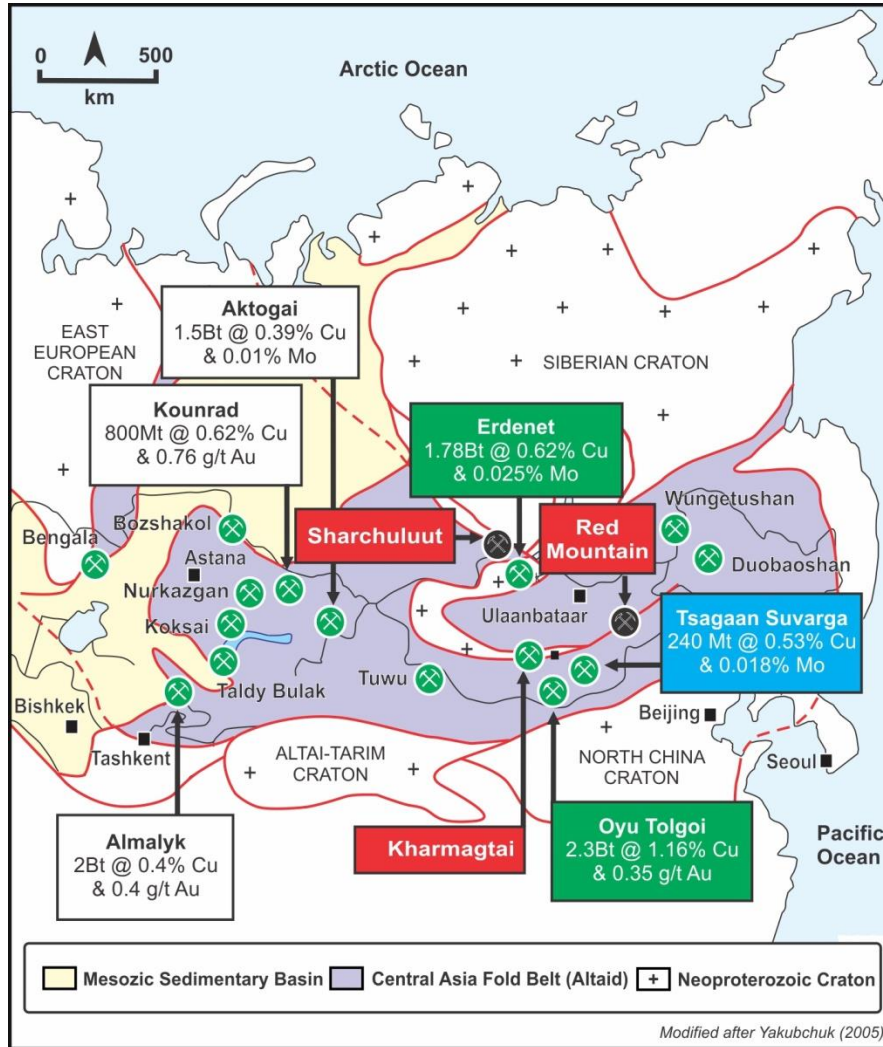 0 500
km
Arctic Ocean
Aktogai
1.5Bt @ 0.39% Cu
& 0.01% Mo
EAST
EUROPEAN
CRATON
SIBERIAN CRATON
Kounrad
800Mt @ 0.62% Cu
& 0.76 g/t Au
Erdenet
1.78Bt @ 0.62% Cu
& 0.025% Mo
Wungetushan
Bozshakol
Sharchuluut
Red
Mountain
Bengala
Astana
Duobaoshan
Nurkazgan
Ulaanbataar
Koksai
Tsagaan Suvarga
240 Mt @ 0.53% Cu
& 0.018% Mo
Taldy Bulak
Tuwu
Bishkek
Beijing
Tashkent
ALTAI-TARIM
CRATON
NORTH CHINA
CRATON
Seoul
Almalyk
2Bt @ 0.4% Cu
& 0.4 g/t Au
Kharmagtai
Oyu Tolgoi
2.3Bt @ 1.16% Cu
& 0.35 g/t Au
Pacific
Ocean
Mesozic Sedimentary Basin Central Asia Fold Belt (Altaid) + Neoproterozoic Craton
Modified after Yakubchuk (2005)